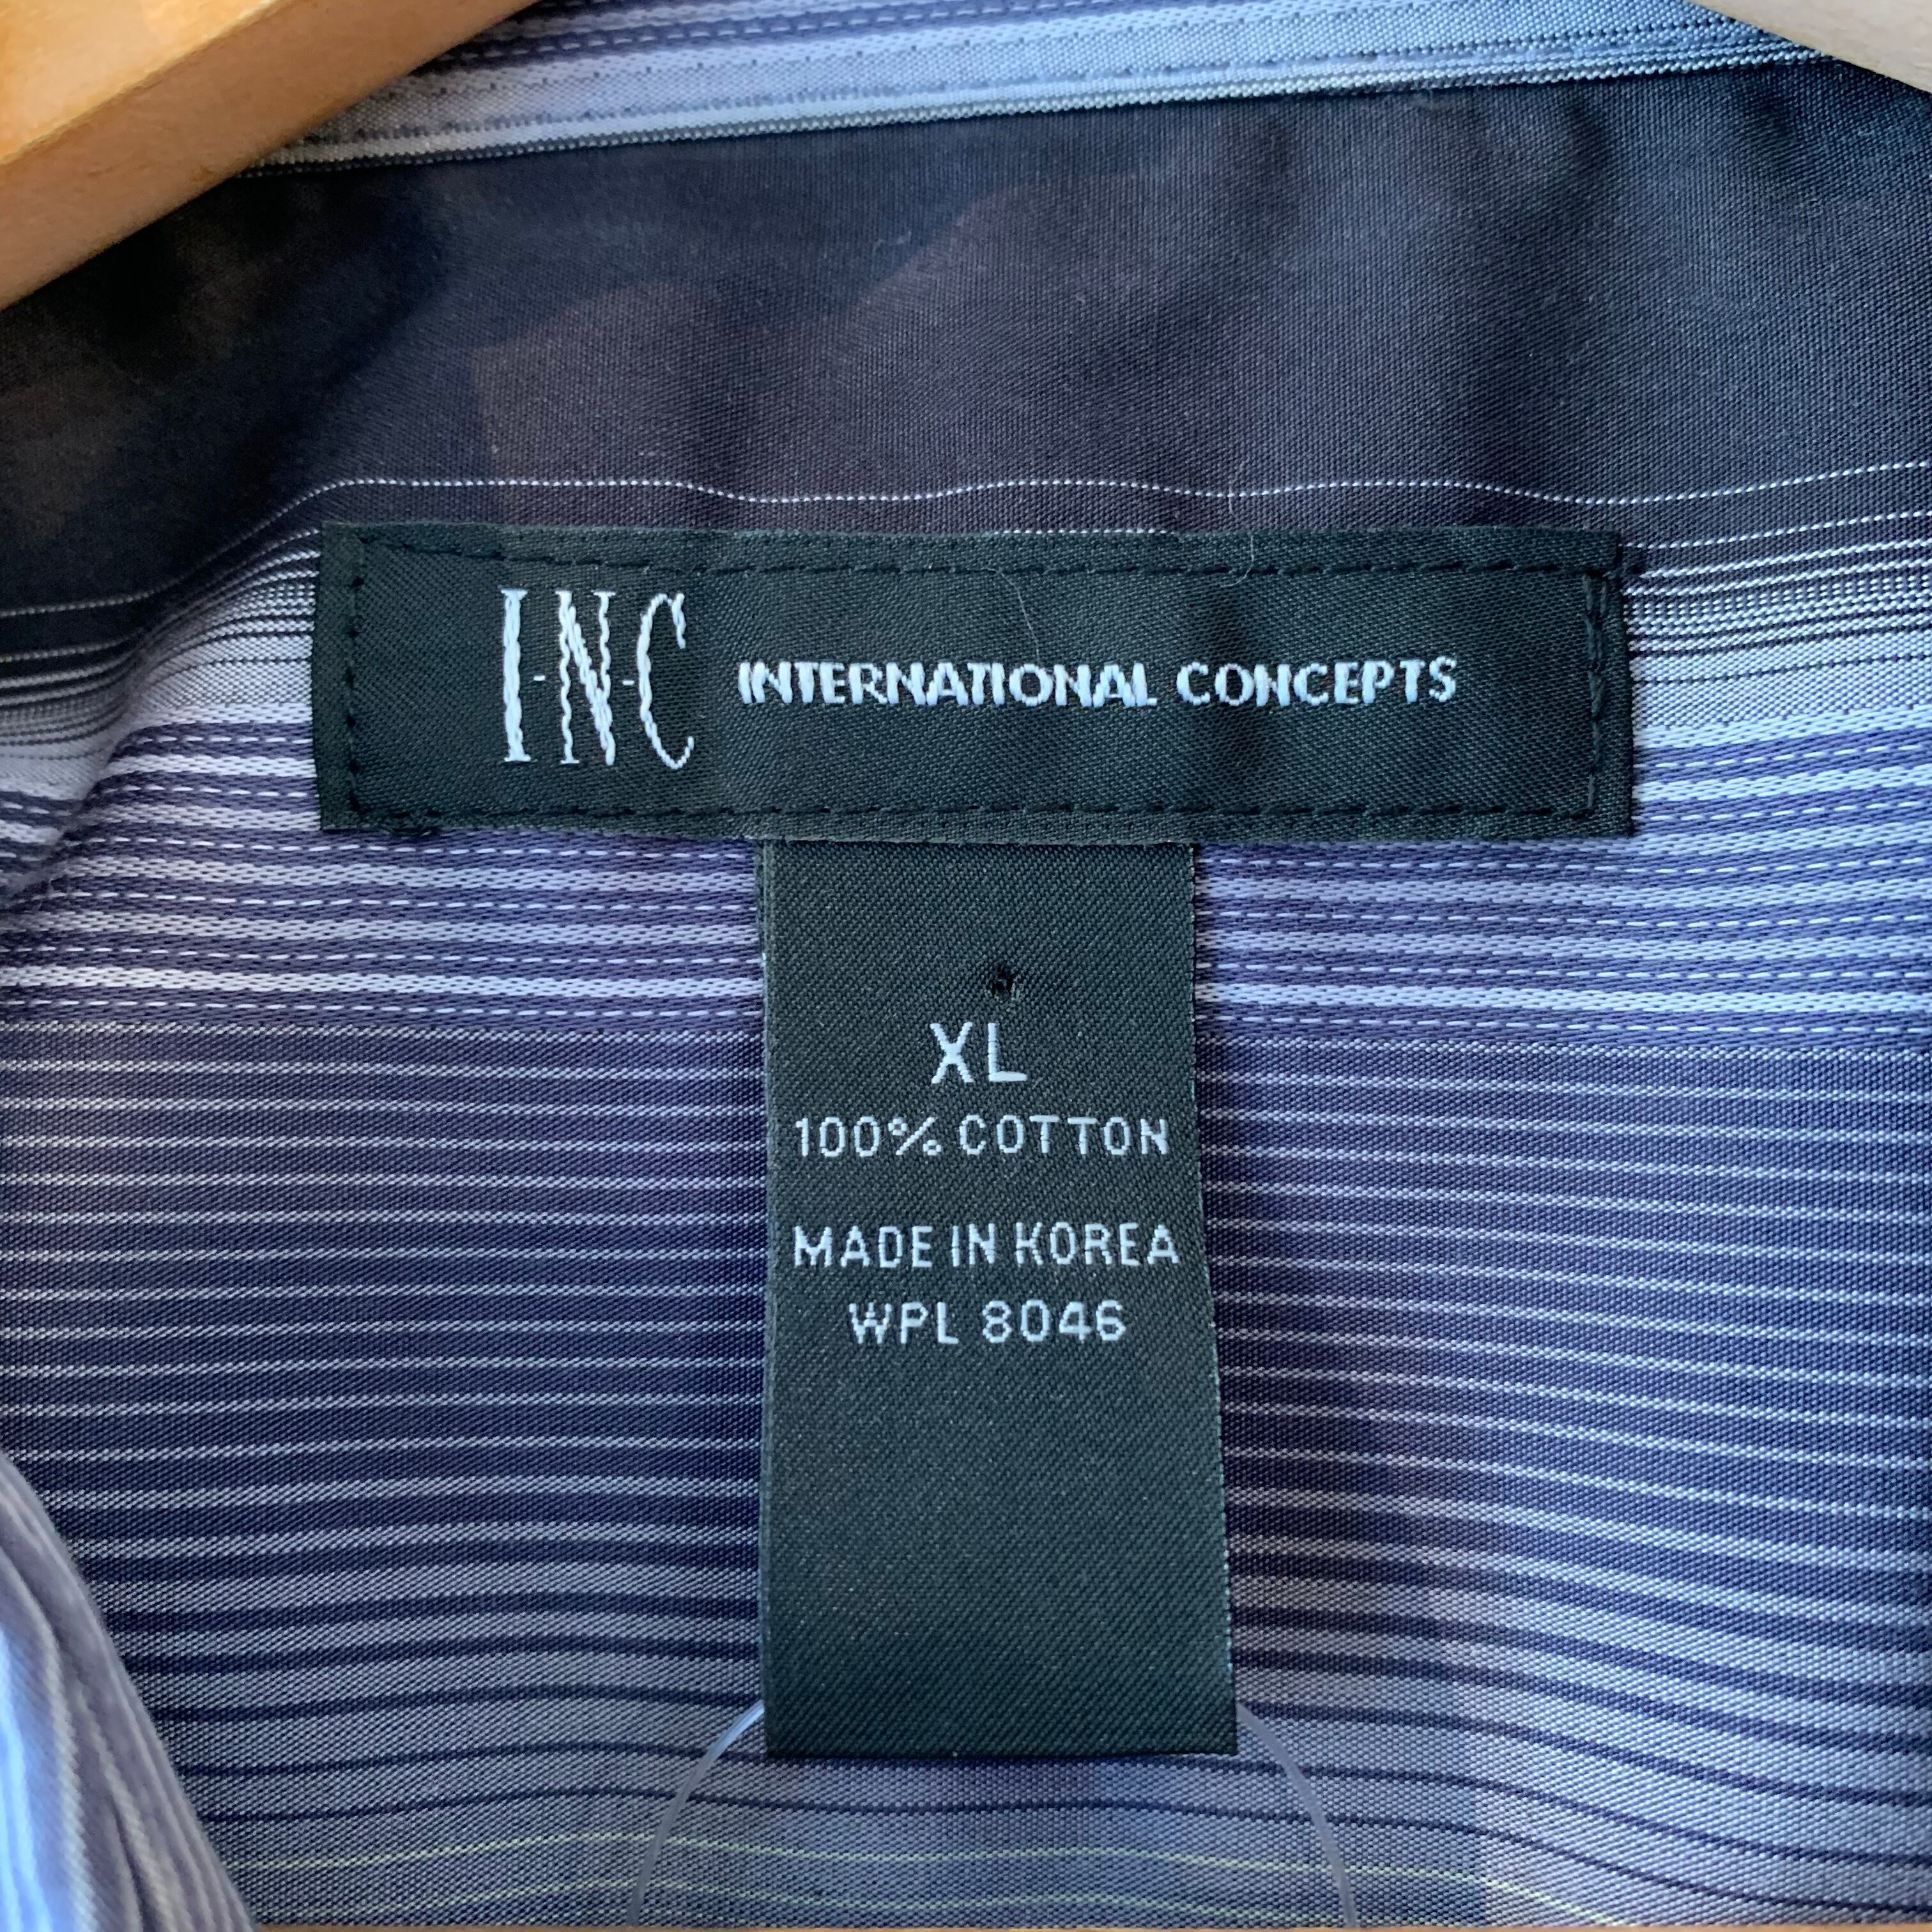 I-N-C INTERNATIONAL CONCEPTS
XL
100% COTTON
MADE IN KOREA
WPL 8046